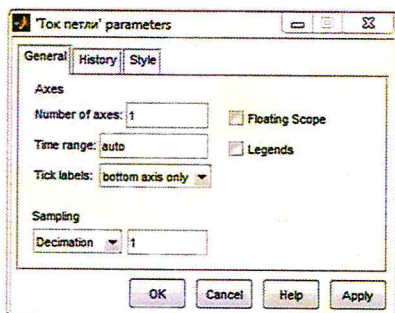 'Ток петли' parameters
General History Style
Axes
Number of axes: 1
Floating Scope
Time range: auto
Legends
Tick labels: bottom axis only
Sampling
Decimation 1
OK Cancel Help Apply